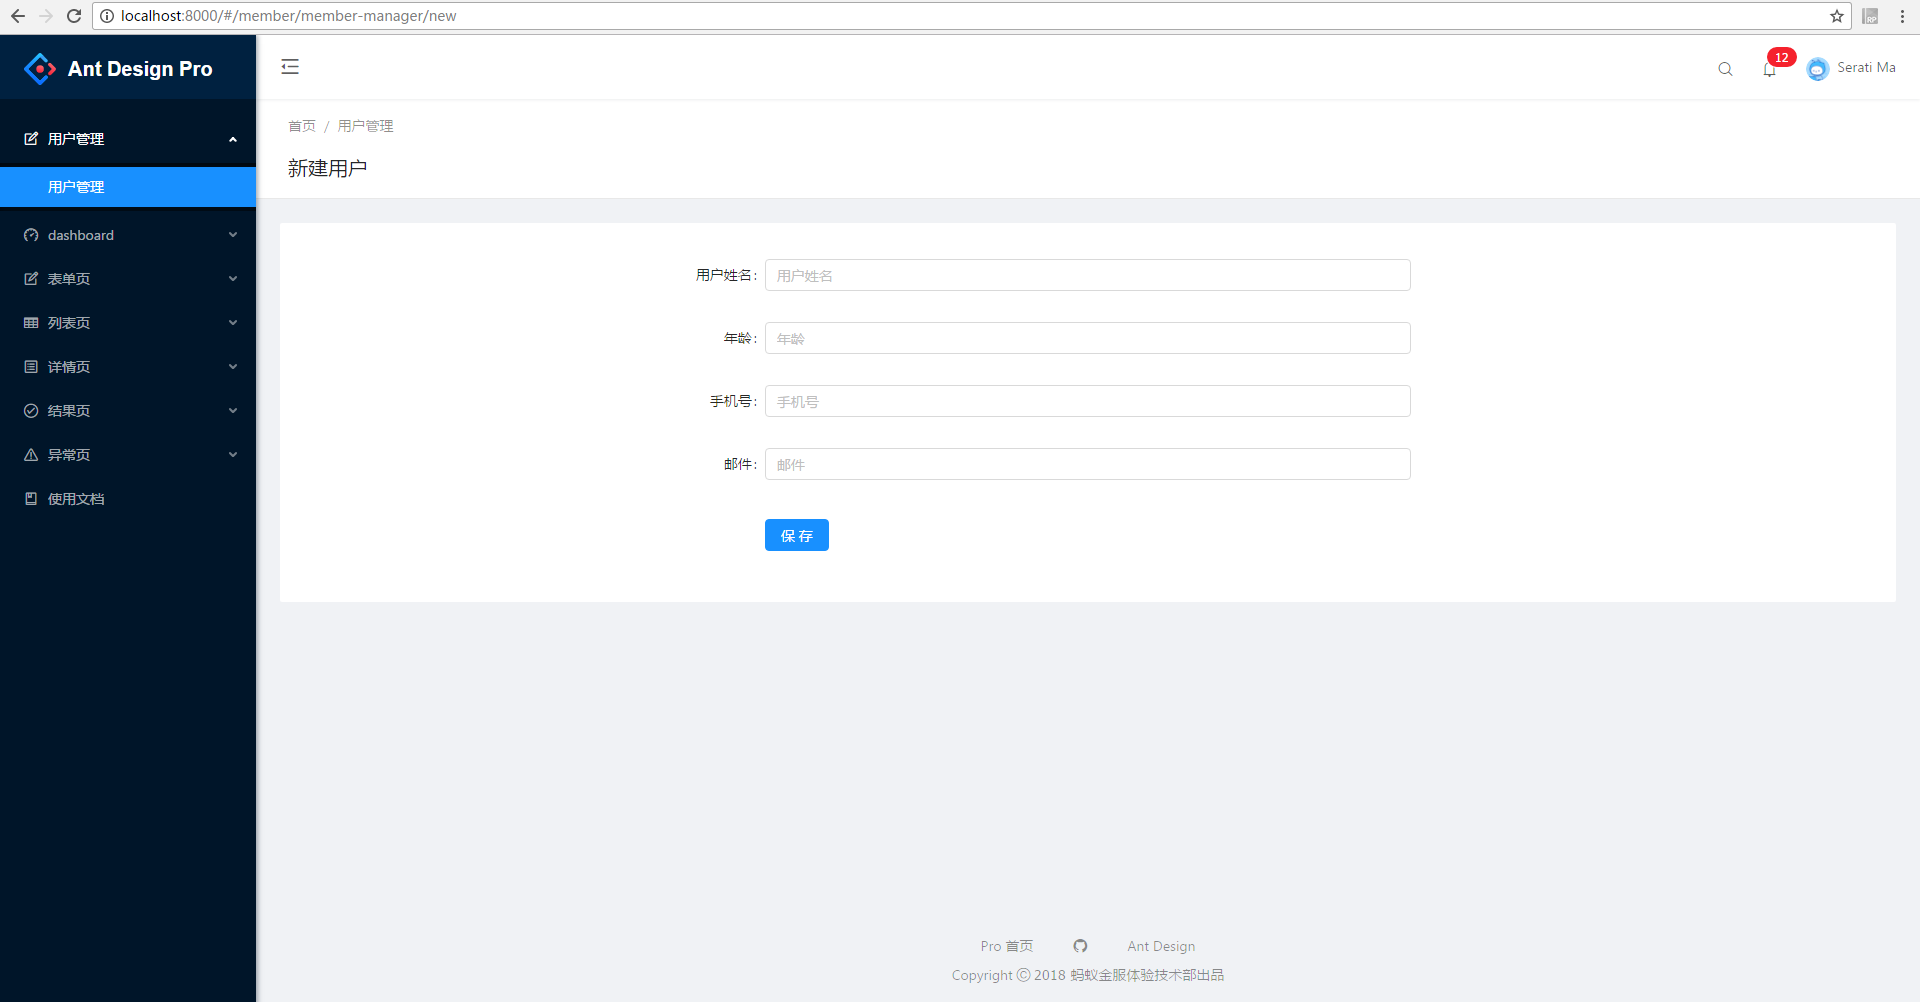 localhost:8000/#/member/member-manager/new
Ant Design Pro
12
Serati Ma
用户管理
用户管理
dashboard
表单页
列表页
详情页
结果页
异常页
使用文档
首页 / 用户管理
新建用户
用户姓名: 用户姓名
年龄: 年龄
手机号: 手机号
邮件: 邮件
保 存
Pro 首页 Ant Design
Copyright © 2018 蚂蚁金服体验技术部出品